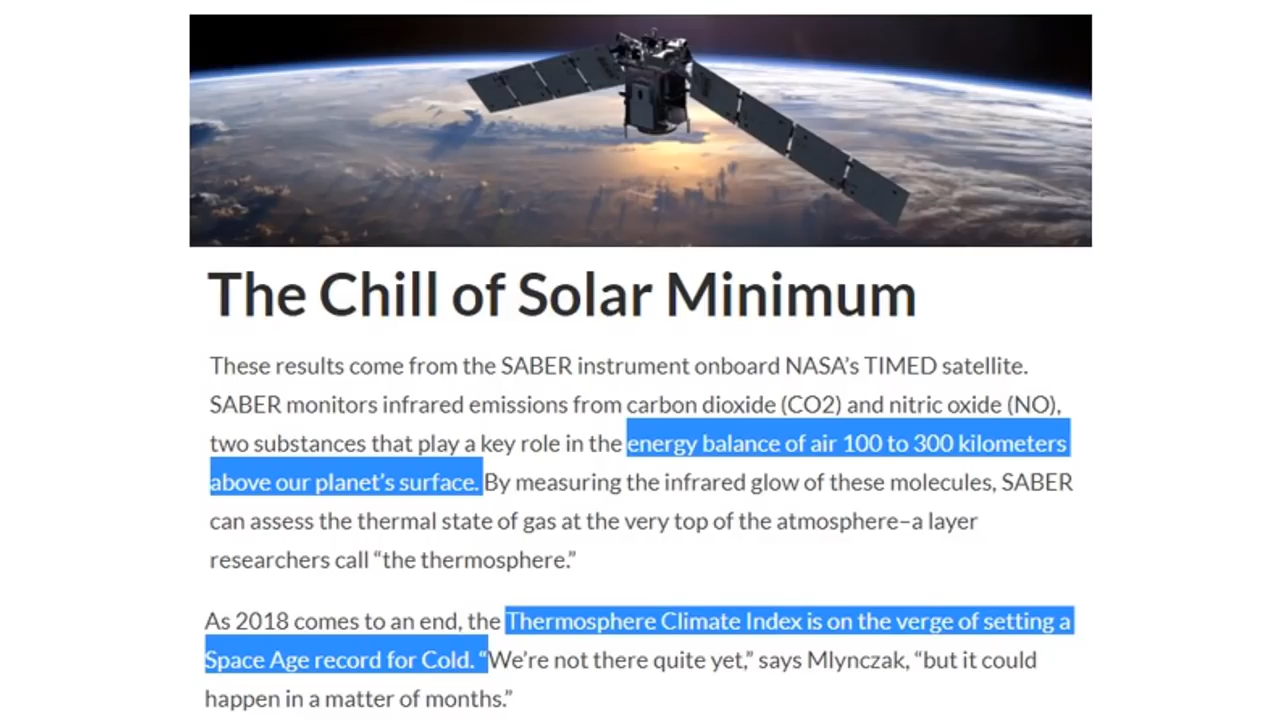 The Chill of Solar Minimum
These results come from the SABER instrument onboard NASA’s TIMED satellite.
SABER monitors infrared emissions from carbon dioxide (CO2) and nitric oxide (NO),
two substances that play a key role in the energy balance of air 100 to 300 kilometers
above our planet’s surface. By measuring the infrared glow of these molecules, SABER
can assess the thermal state of gas at the very top of the atmosphere–a layer
researchers call “the thermosphere.”
As 2018 comes to an end, the Thermosphere Climate Index is on the verge of setting a
Space Age record for Cold. “We’re not there quite yet,” says Mlynczak, “but it could
happen in a matter of months.”